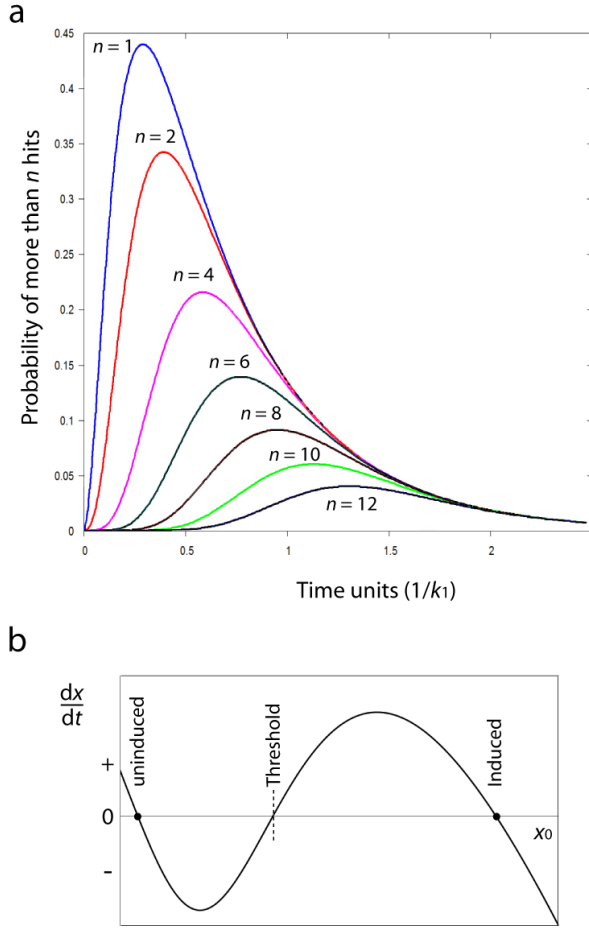 a
0.45
n = 1
0.4
0.35
n = 2
0.3
0.25
n = 4
0.2
0.15
n = 6
n = 8
0.1
n = 10
0.05
n = 12
0
0 0.5 1 1.5 2
Probability of more than n hits
Time units (1/k1)
b
dx
dt
+
0
-
uninduced
Threshold
Induced
x0